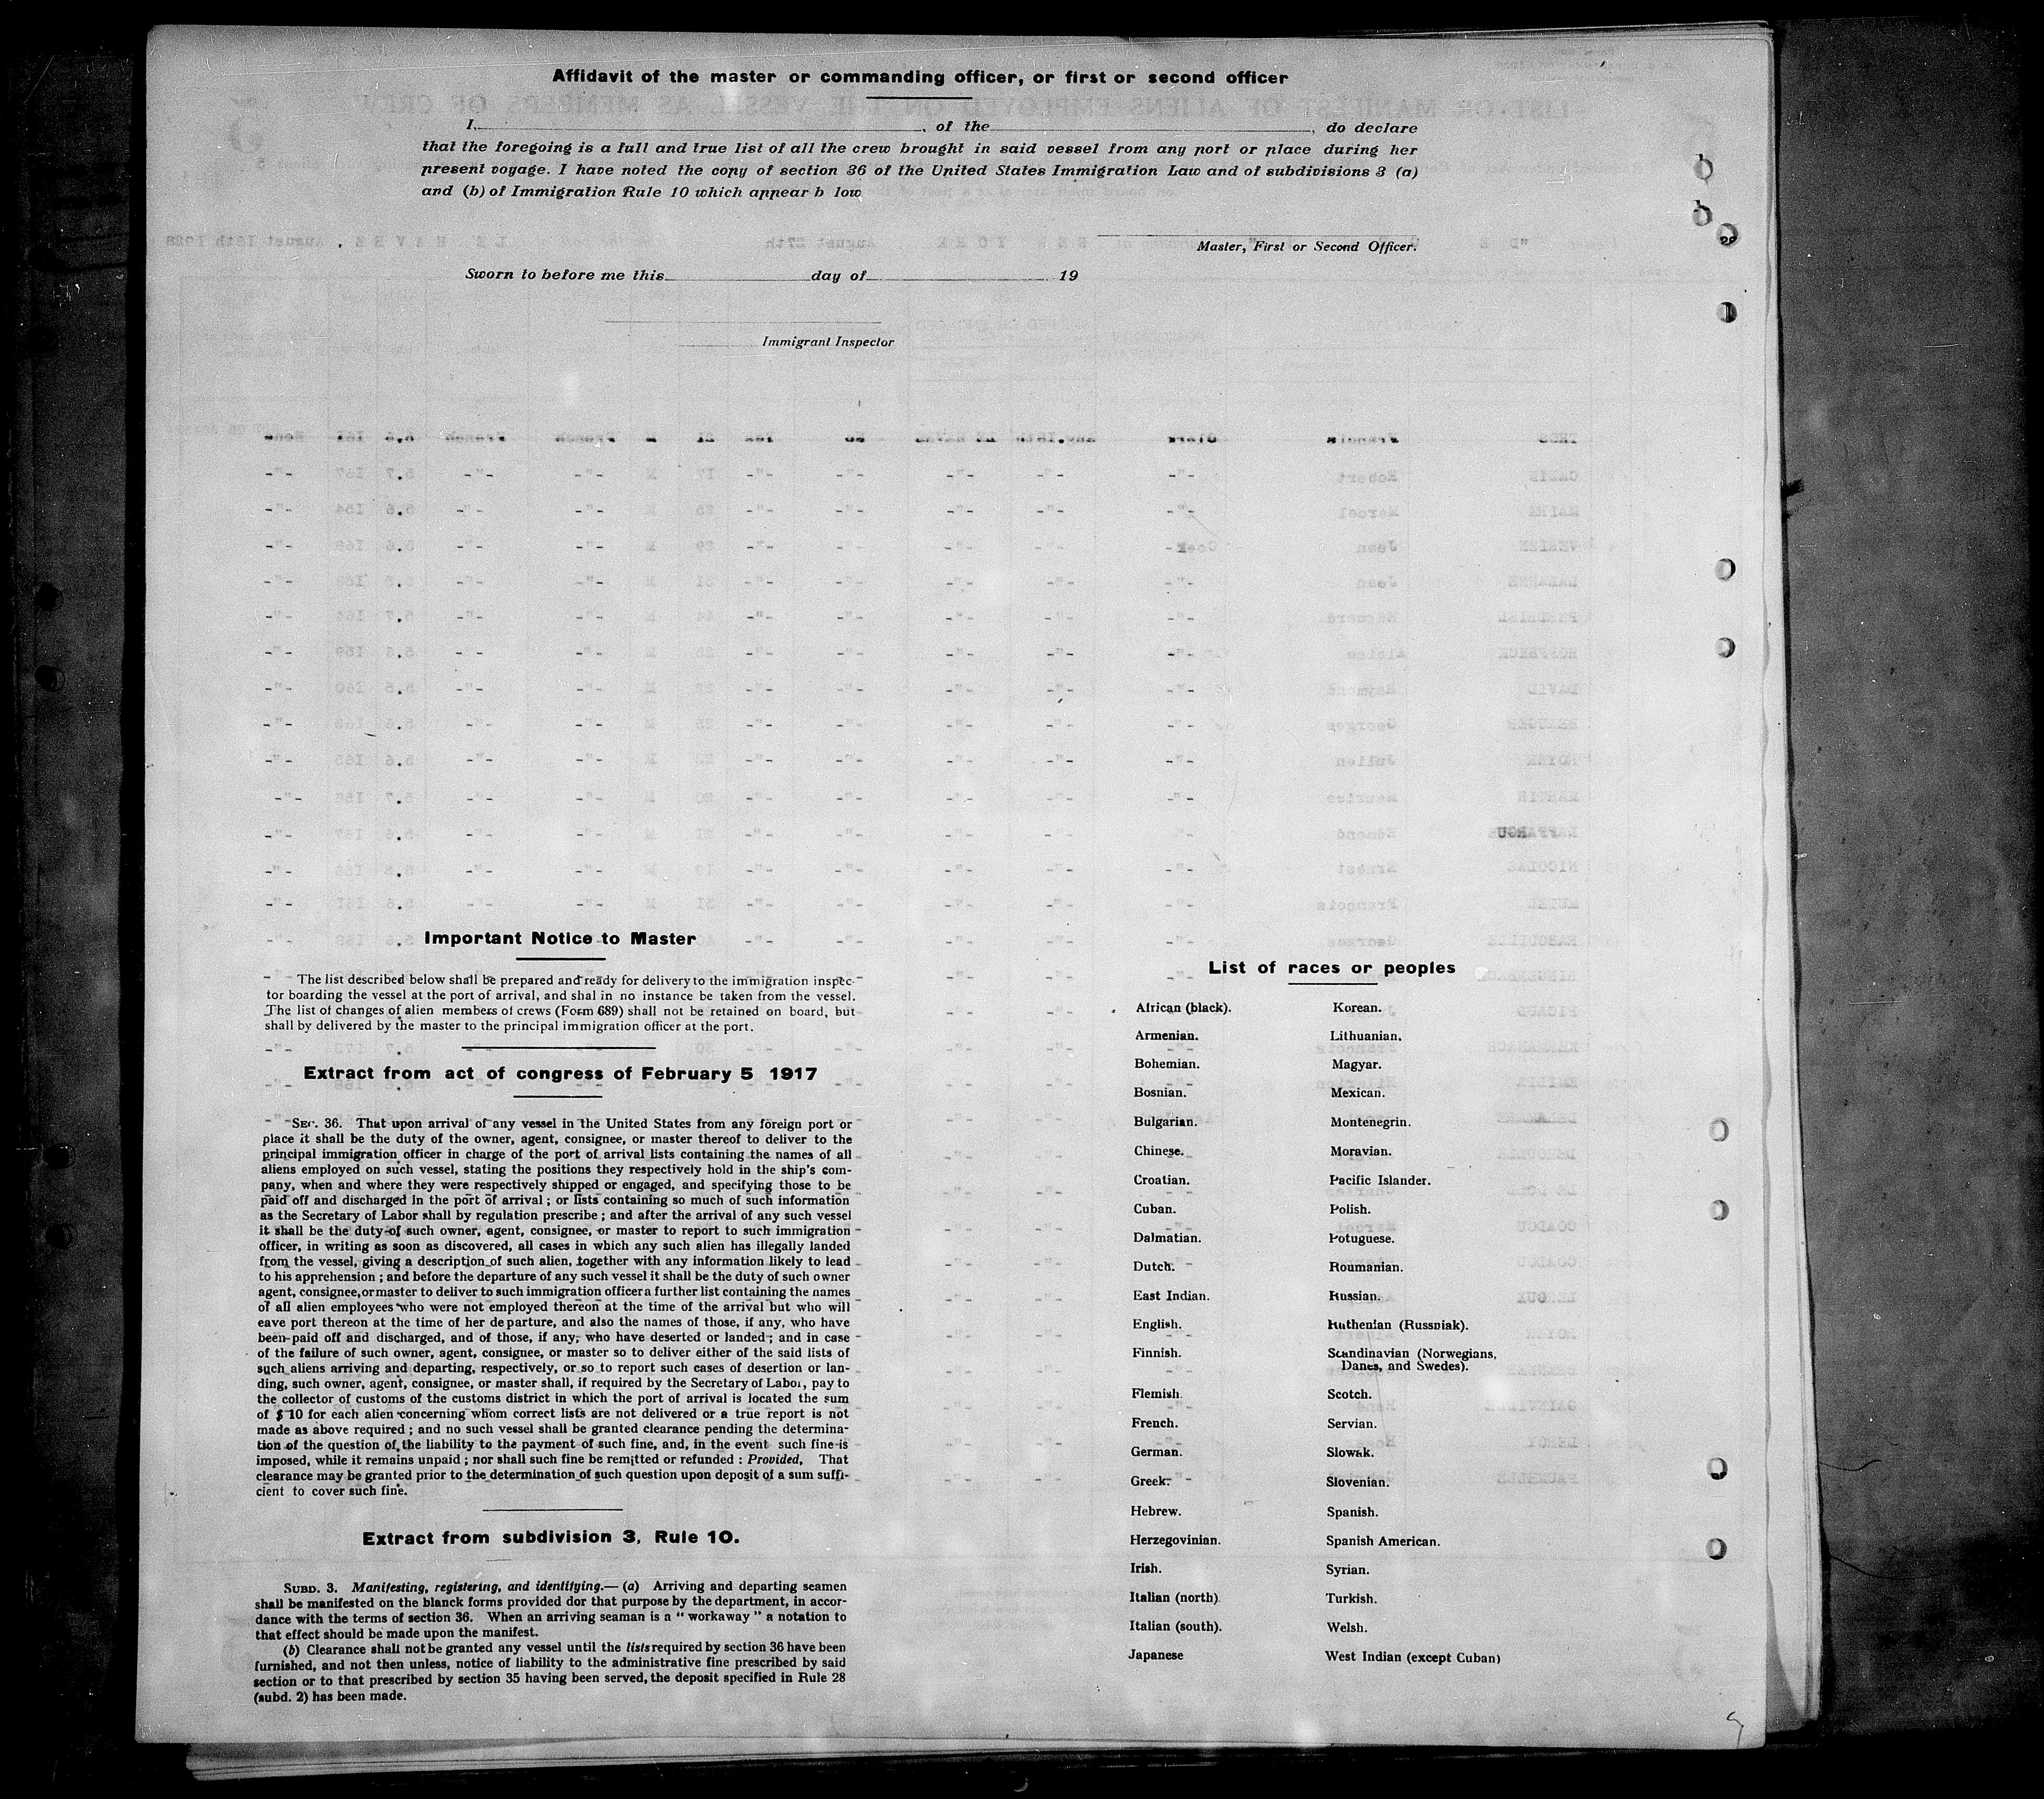 Affidavit of the master or commanding officer, or first or second officer
I, , of the , do declare
that the foregoing is a full and true list of all the crew brought in said vessel from any port or place during her
present voyage. I have noted the copy of section 36 of the United States Immigration Law and of subdivisions 3 (a)
and (b) of Immigration Rule 10 which appear b low
Master, First or Second Officer.
Sworn to before me this day of 19
Immigrant Inspector
Important Notice to Master
The list described below shall be prepared and ready for delivery to the immigration inspec-
tor boarding the vessel at the port of arrival, and shal in no instance be taken from the vessel.
The list of changes of alien members of crews (Form 689) shall not be retained on board, but
shall by delivered by the master to the principal immigration officer at the port.
Extract from act of congress of February 5 1917
SEC. 36. That upon arrival of any vessel in the United States from any foreign port or
place it shall be the duty of the owner, agent, consignee, or master thereof to deliver to the
principal immigration officer in charge of the port of arrival lists containing the names of all
aliens employed on such vessel, stating the positions they respectively hold in the ship's com-
pany, when and where they were respectively shipped or engaged, and specifying those to be
paid off and discharged in the port of arrival ; or lists containing so much of such information
as the Secretary of Labor shall by regulation prescribe ; and after the arrival of any such vessel
it shall be the duty of such owner, agent, consignee, or master to report to such immigration
officer, in writing as soon as discovered, all cases in which any such alien has illegally landed
from the vessel, giving a description of such alien, together with any information likely to lead
to his apprehension ; and before the departure of any such vessel it shall be the duty of such owner
agent, consignee, or master to deliver to such immigration officer a further list containing the names
of all alien employees who were not employed thereon at the time of the arrival but who will
eave port thereon at the time of her departure, and also the names of those, if any, who have
been paid off and discharged, and of those, if any, who have deserted or landed ; and in case
of the failure of such owner, agent, consignee, or master so to deliver either of the said lists of
such aliens arriving and departing, respectively, or so to report such cases of desertion or lan-
ding, such owner, agent, consignee, or master shall, if required by the Secretary of Labor, pay to
the collector of customs of the customs district in which the port of arrival is located the sum
of $ 10 for each alien concerning whom correct lists are not delivered or a true report is not
made as above required ; and no such vessel shall be granted clearance pending the determina-
tion of the question of the liability to the payment of such fine, and, in the event such fine is
imposed, while it remains unpaid ; nor shall such fine be remitted or refunded : Provided, That
clearance may be granted prior to the determination of such question upon deposit of a sum suffi-
cient to cover such fine.
Extract from subdivision 3, Rule 10.
SUBD. 3. Manifesting, registering, and identifying.— (a) Arriving and departing seamen
shall be manifested on the blanck forms provided dor that purpose by the department, in accor-
dance with the terms of section 36. When an arriving seaman is a “ workaway ” a notation to
that effect should be made upon the manifest.
(b) Clearance shall not be granted any vessel until the lists required by section 36 have been
furnished, and not then unless, notice of liability to the administrative fine prescribed by said
section or to that prescribed by section 35 having been served, the deposit specified in Rule 28
(subd. 2) has been made.
List of races or peoples
African (black).
Armenian.
Bohemian.
Bosnian.
Bulgarian.
Chinese.
Croatian.
Cuban.
Dalmatian.
Dutch.
East Indian.
English.
Finnish.
Flemish.
French.
German.
Greek.
Hebrew.
Herzegovinian.
Irish.
Italian (north)
Italian (south).
Japanese
Korean.
Lithuanian.
Magyar.
Mexican.
Montenegrin.
Moravian.
Pacific Islander.
Polish.
Potuguese.
Roumanian.
Russian.
Ruthenian (Russniak).
Scandinavian (Norwegians,
Danes, and Swedes).
Scotch.
Servian.
Slowak.
Slovenian.
Spanish.
Spanish American.
Syrian.
Turkish.
Welsh.
West Indian (except Cuban)